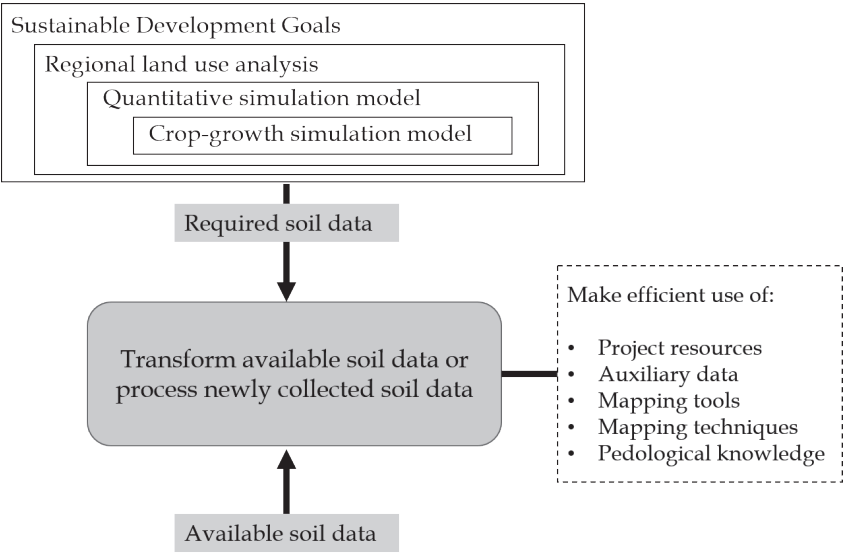 Sustainable Development Goals
Regional land use analysis
Quantitative simulation model
Crop-growth simulation model
Required soil data
Transform available soil data or
process newly collected soil data
Make efficient use of:
• Project resources
• Auxiliary data
• Mapping tools
• Mapping techniques
• Pedological knowledge
Available soil data